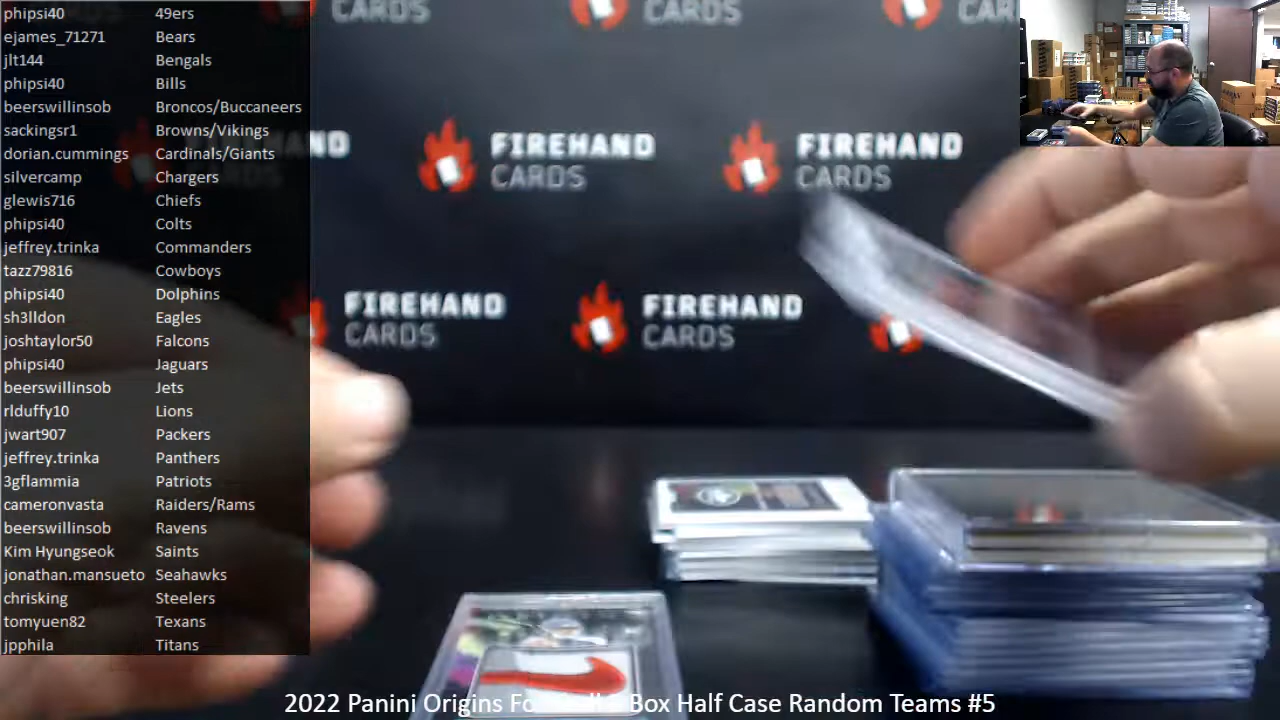 phipsi40 49ers
ejames_71271 Bears
jlt144 Bengals
phipsi40 Bills
beerswillinsob Broncos/Buccaneers
sackingsr1 Browns/Vikings
dorian.cummings Cardinals/Giants
silvercamp Chargers
glewis716 Chiefs
phipsi40 Colts
jeffrey.trinka Commanders
tazz79816 Cowboys
phipsi40 Dolphins
sh3lldon Eagles
joshtaylor50 Falcons
phipsi40 Jaguars
beerswillinsob Jets
rlduffy10 Lions
jwart907 Packers
jeffrey.trinka Panthers
3gflammia Patriots
cameronvasta Raiders/Rams
beerswillinsob Ravens
Kim Hyungseok Saints
jonathan.mansueto Seahawks
chrisking Steelers
tomyuen82 Texans
jpphila Titans
CARDS
CARDS
CAR
FIREHAND
CARDS
FIREHAND
CARDS
FIREHAND
CARDS
FIREHAND
CARDS
2022 Panini Origins Box Half Case Random Teams #5